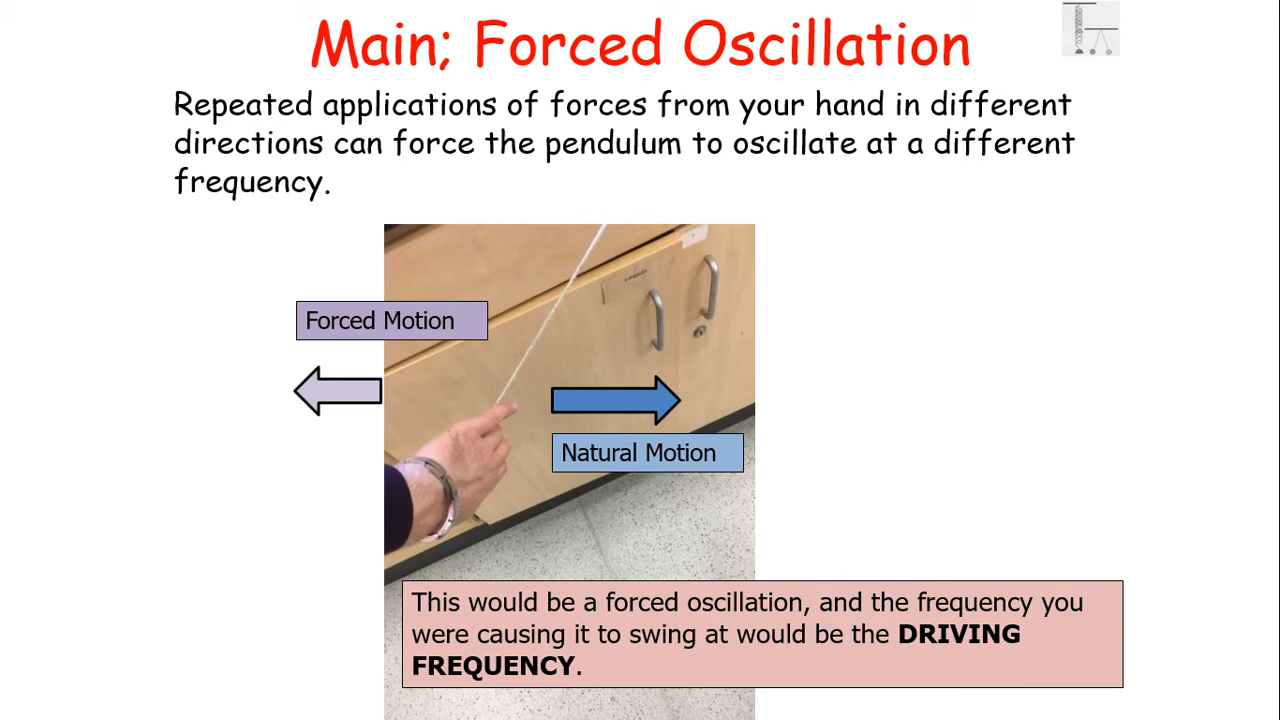 Main; Forced Oscillation
Repeated applications of forces from your hand in different
directions can force the pendulum to oscillate at a different
frequency.
Forced Motion
Natural Motion
This would be a forced oscillation, and the frequency you
were causing it to swing at would be the DRIVING
FREQUENCY.